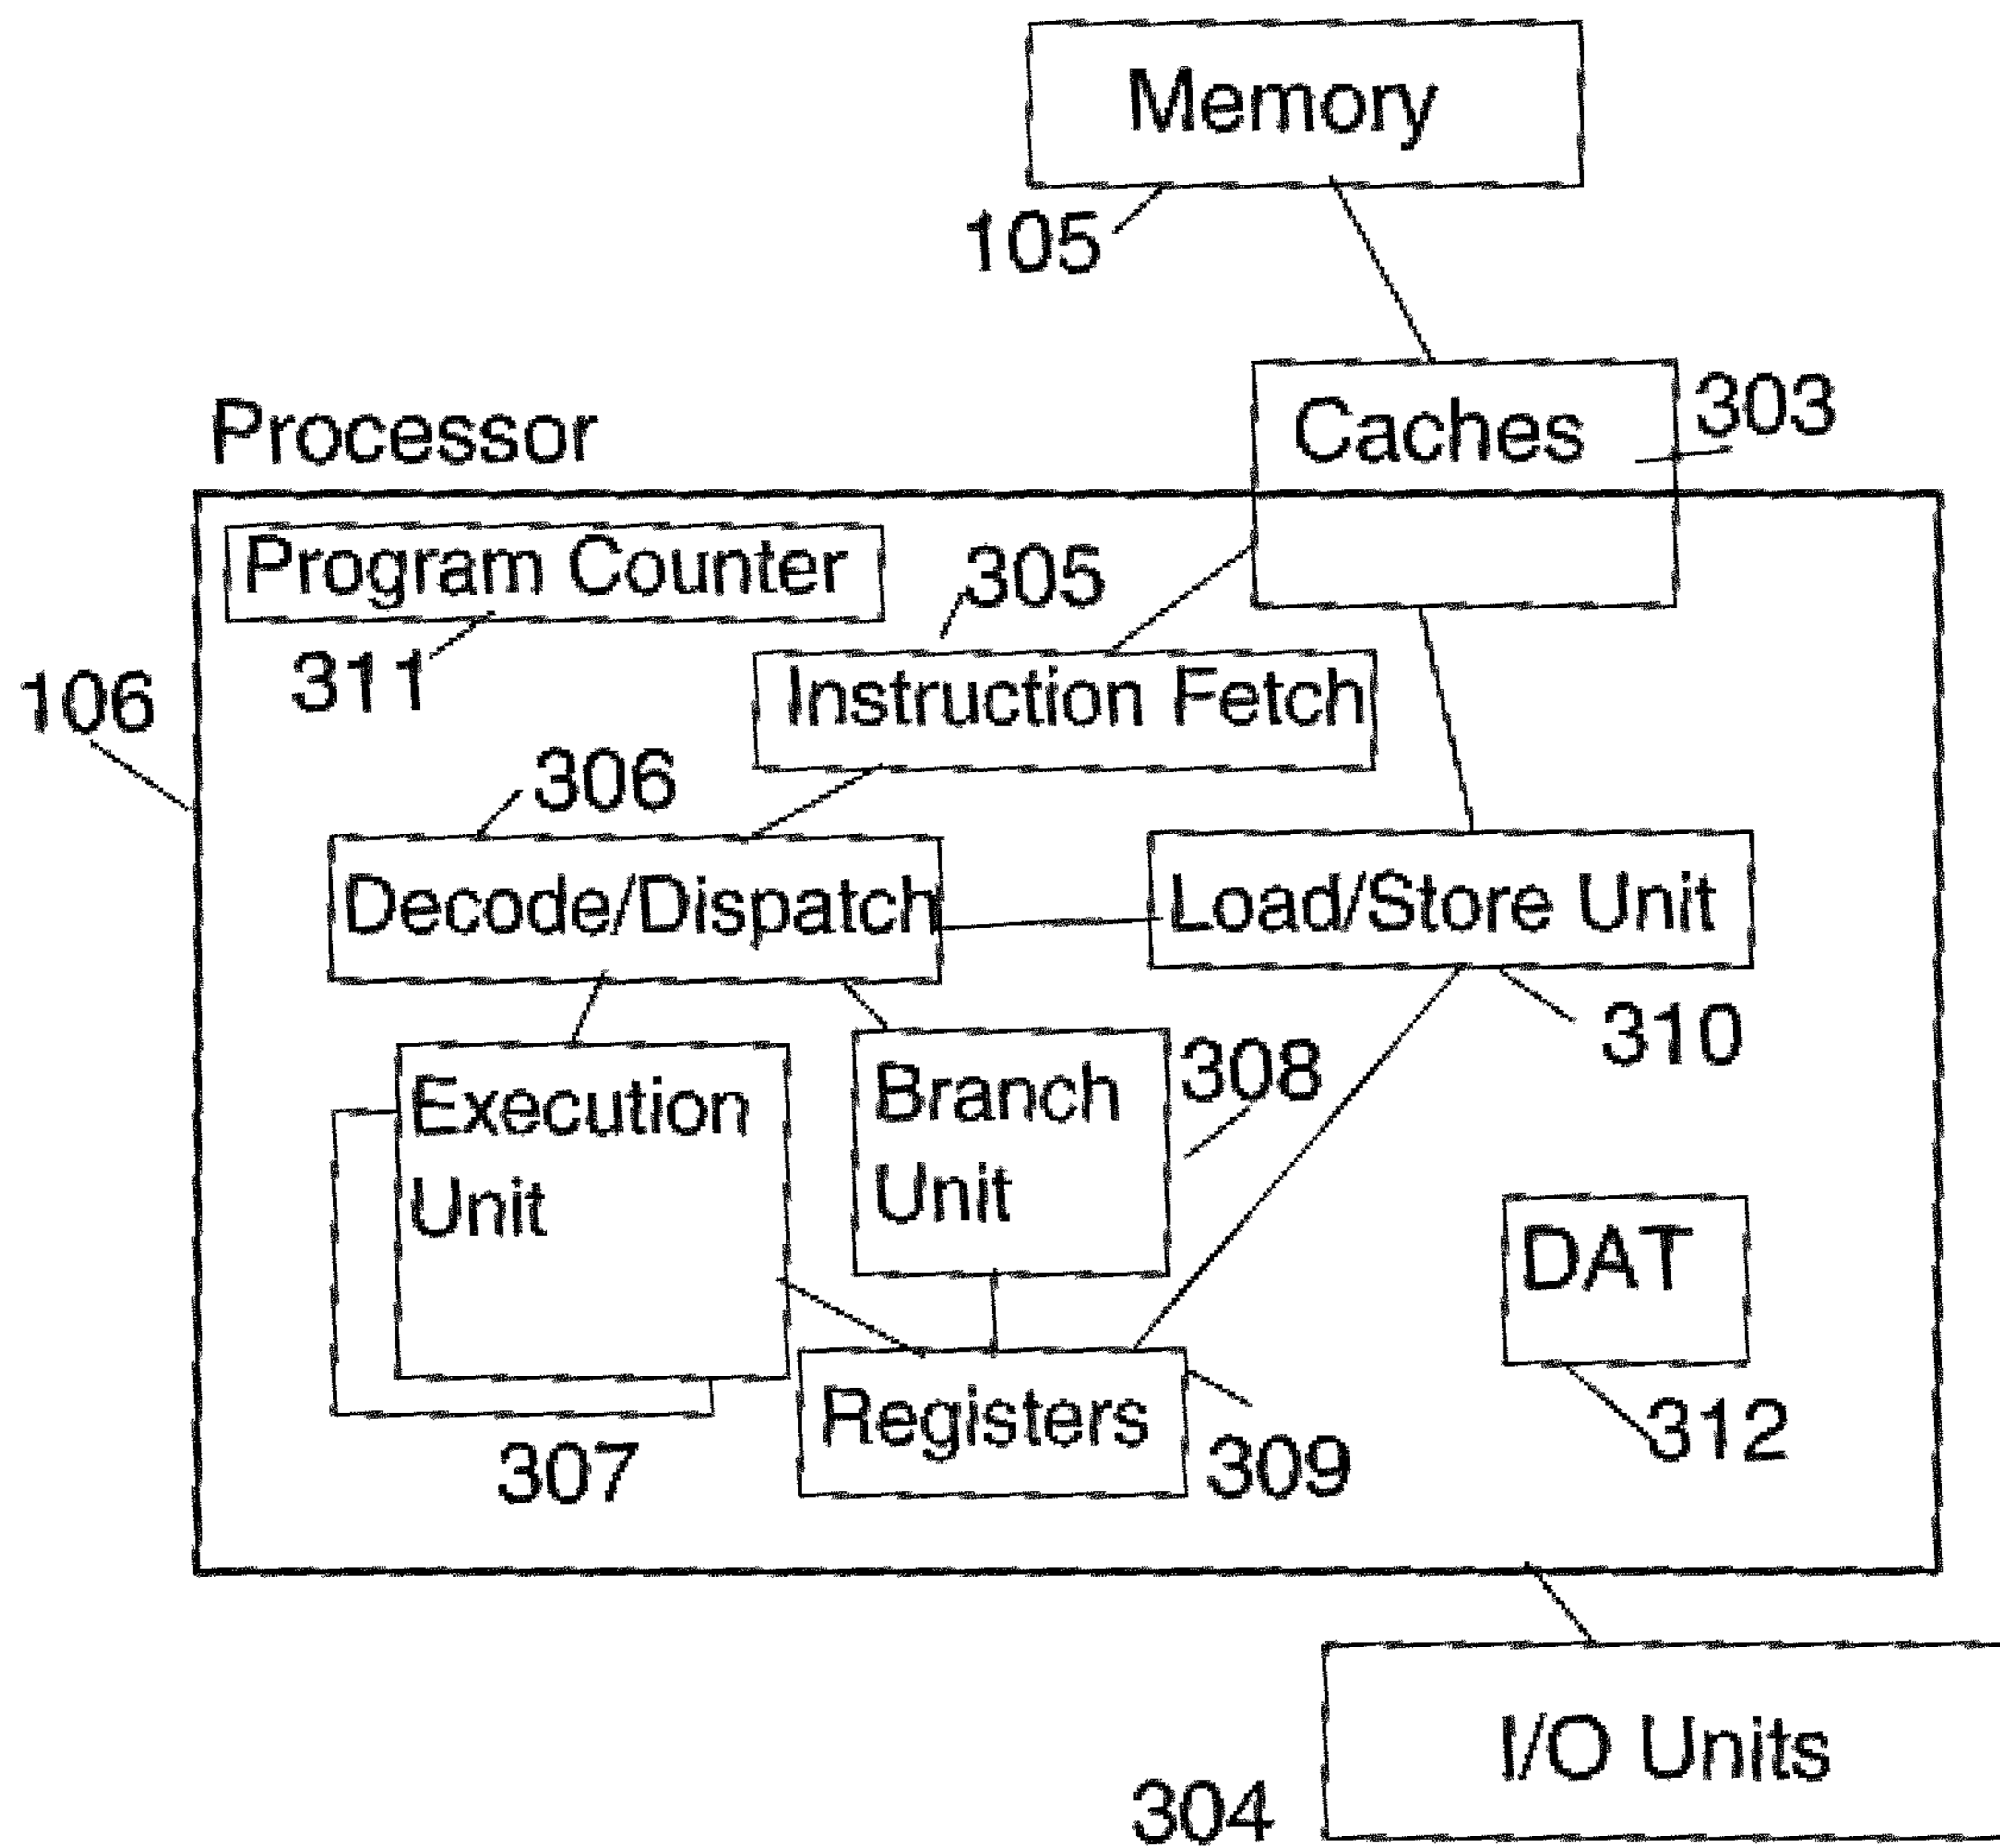 Memory
105
Caches
303
Processor
Program Counter
305
311
Instruction Fetch
106
306
Decode/Dispatch
Load/Store Unit
310
Execution
Unit
Branch
Unit
308
DAT
Registers
312
307
309
I/O Units
304